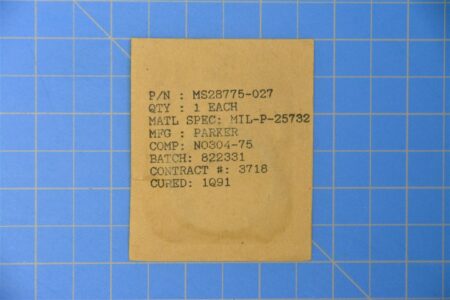 P/N : MS28775-027
QTY : 1 EACH
MATL SPEC: MIL-P-25732
MFG : PARKER
COMP: NO304-75
BATCH: 822331
CONTRACT #: 3718
CURED: 1Q91